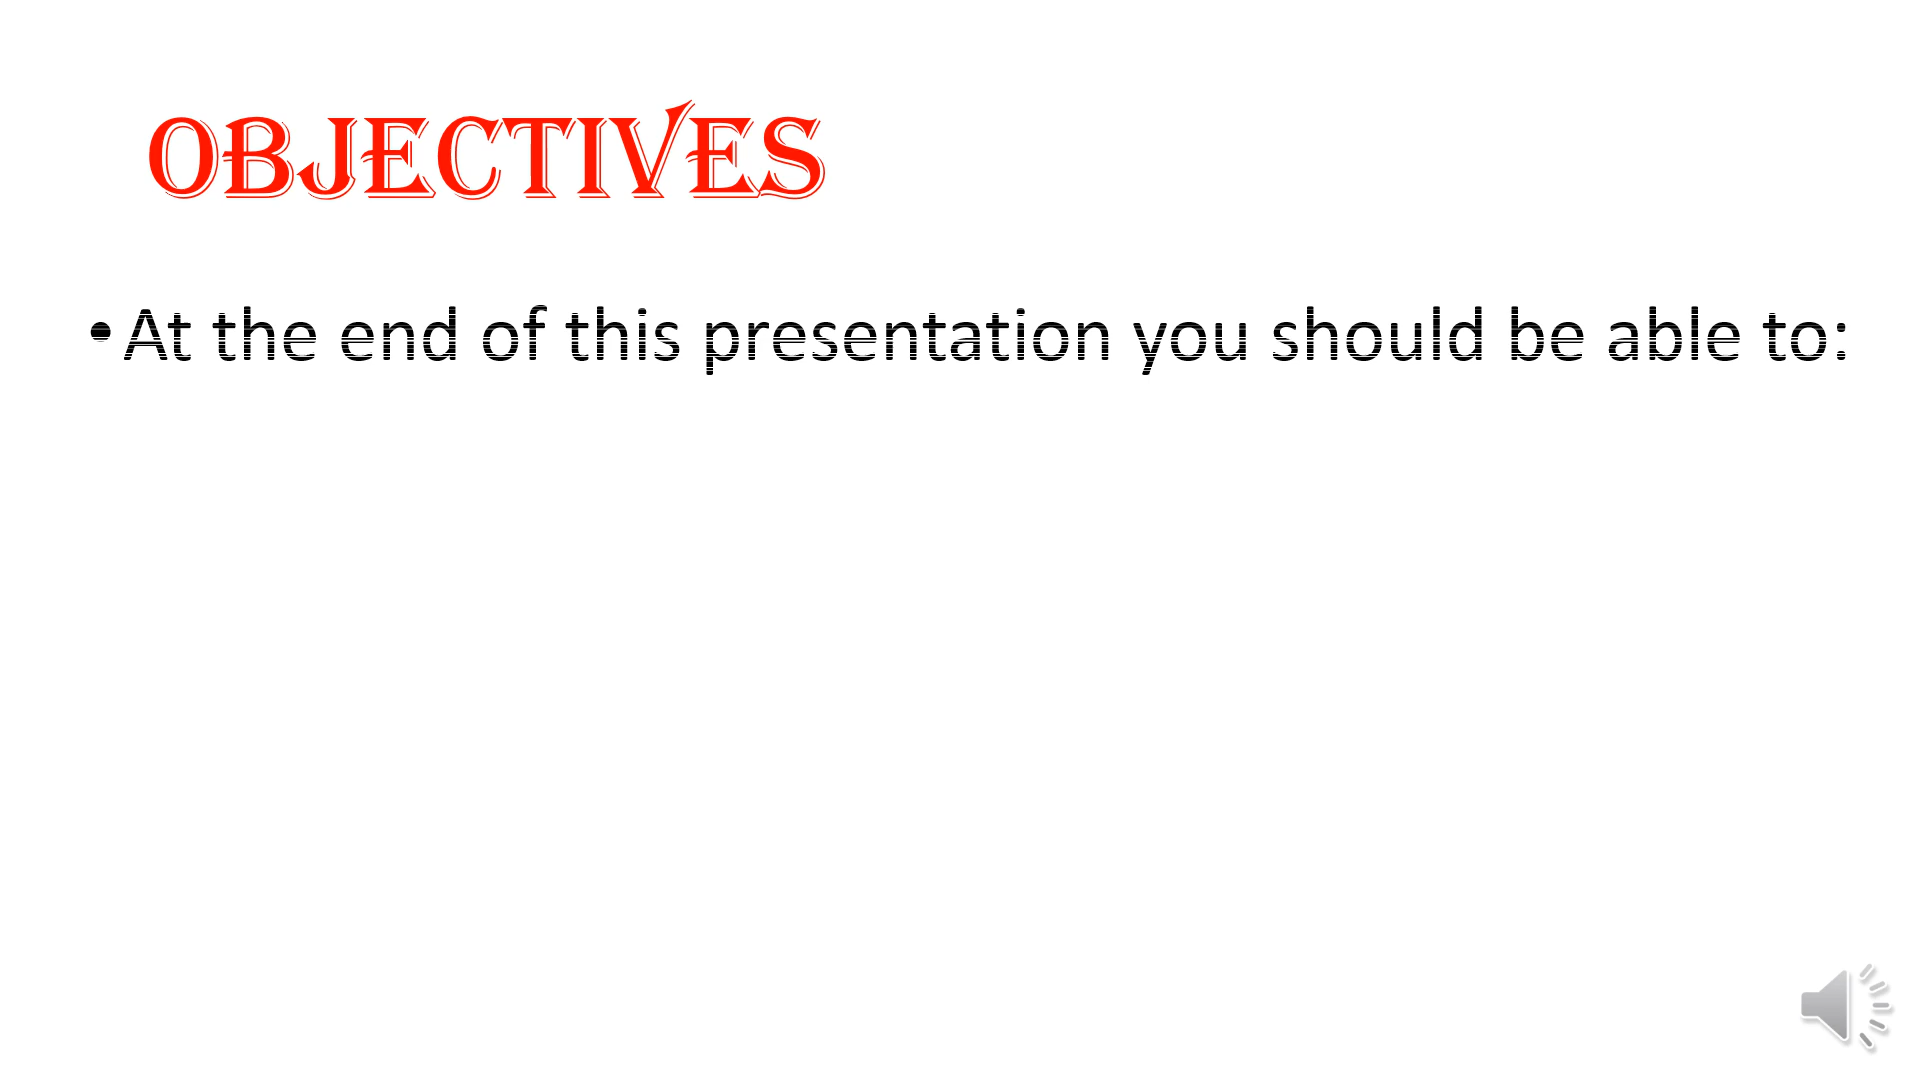 OBJECTIVES
• At the end of this presentation you should be able to: